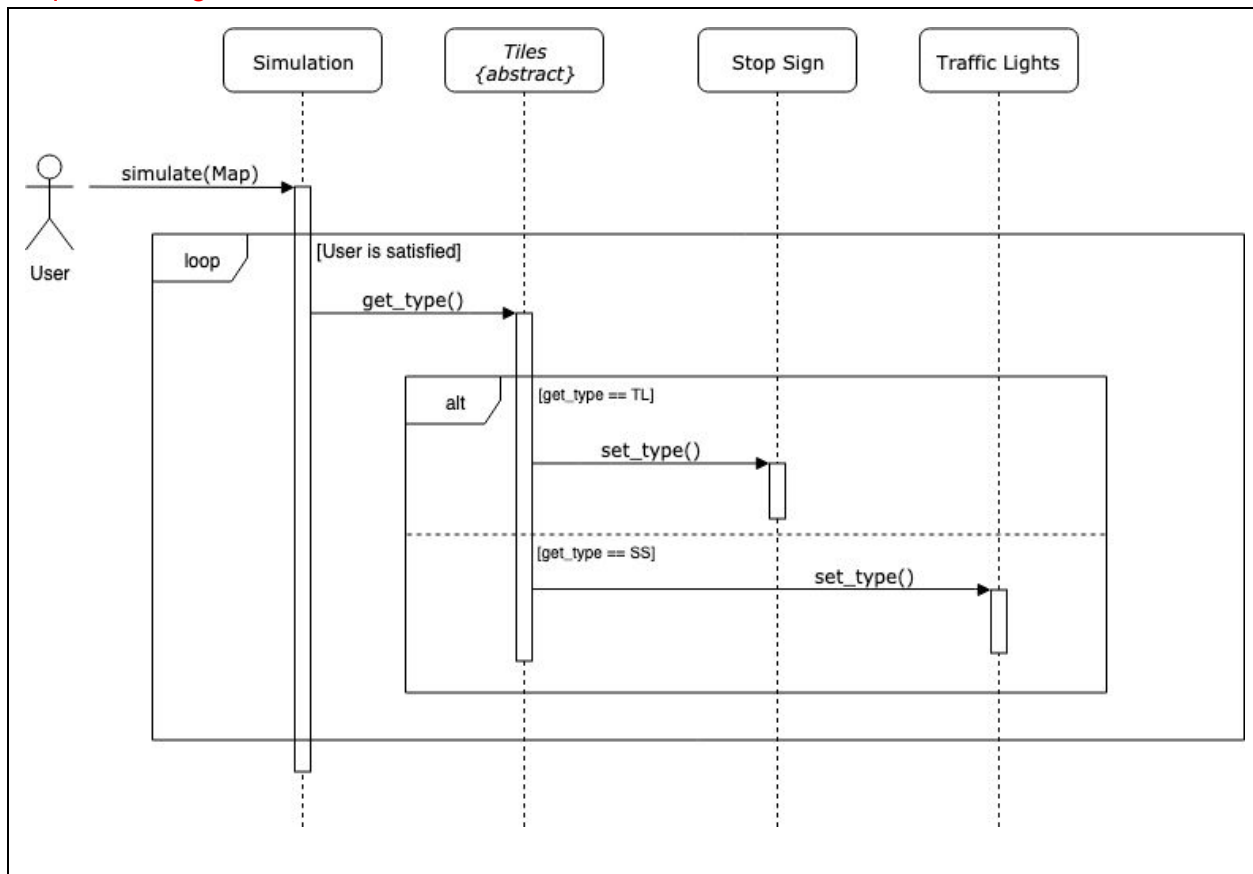 Simulation
Tiles
{abstract}
Stop Sign
Traffic Lights
simulate(Map)
User
loop
[User is satisfied]
get_type()
alt
[get_type == TL]
set_type()
[get_type == SS]
set_type()